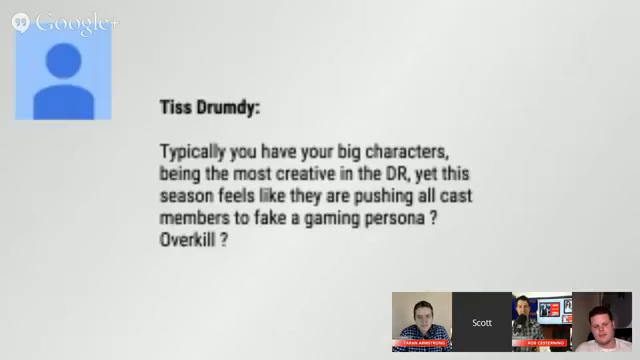 Google+
Tiss Drumdy:
Typically you have your big characters,
being the most creative in the DR, yet this
season feels like they are pushing all cast
members to fake a gaming persona ?
Overkill ?
Scott
TARAN ARMSTRONG
ROB CESTERNINO